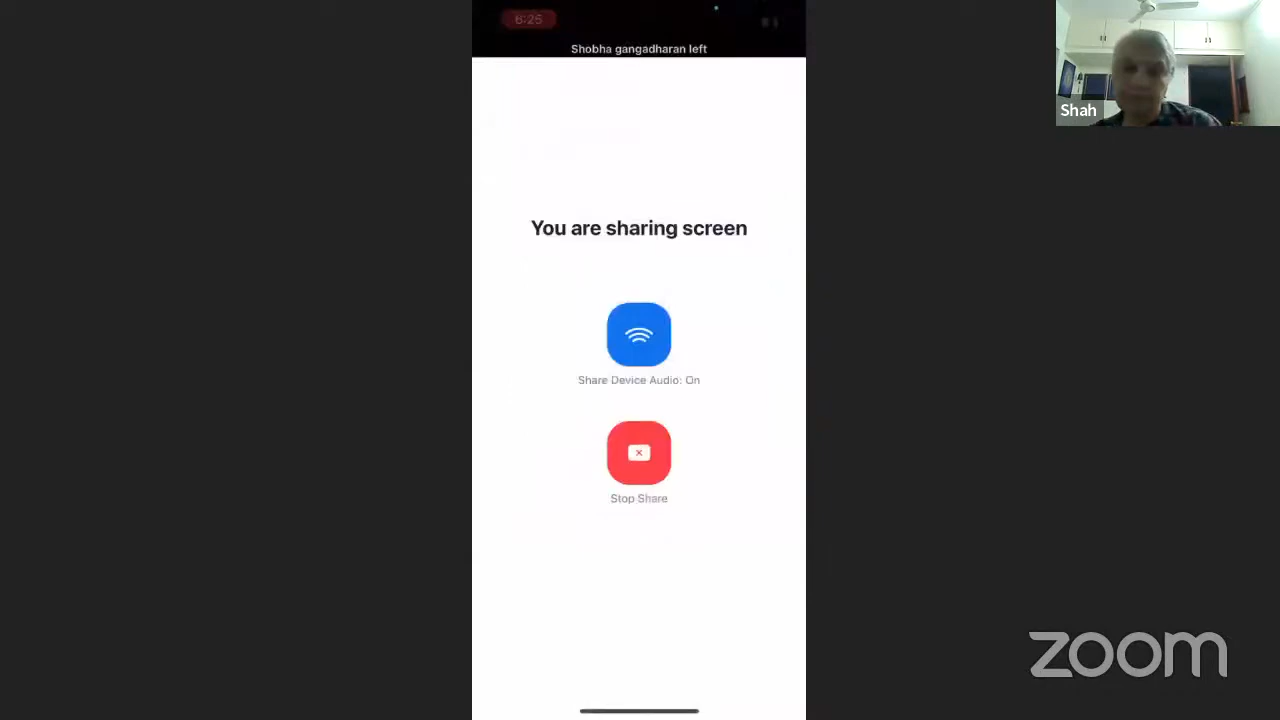 6:25
Shobha gangadharan left
Shah
You are sharing screen
Share Device Audio: On
Stop Share
zoom